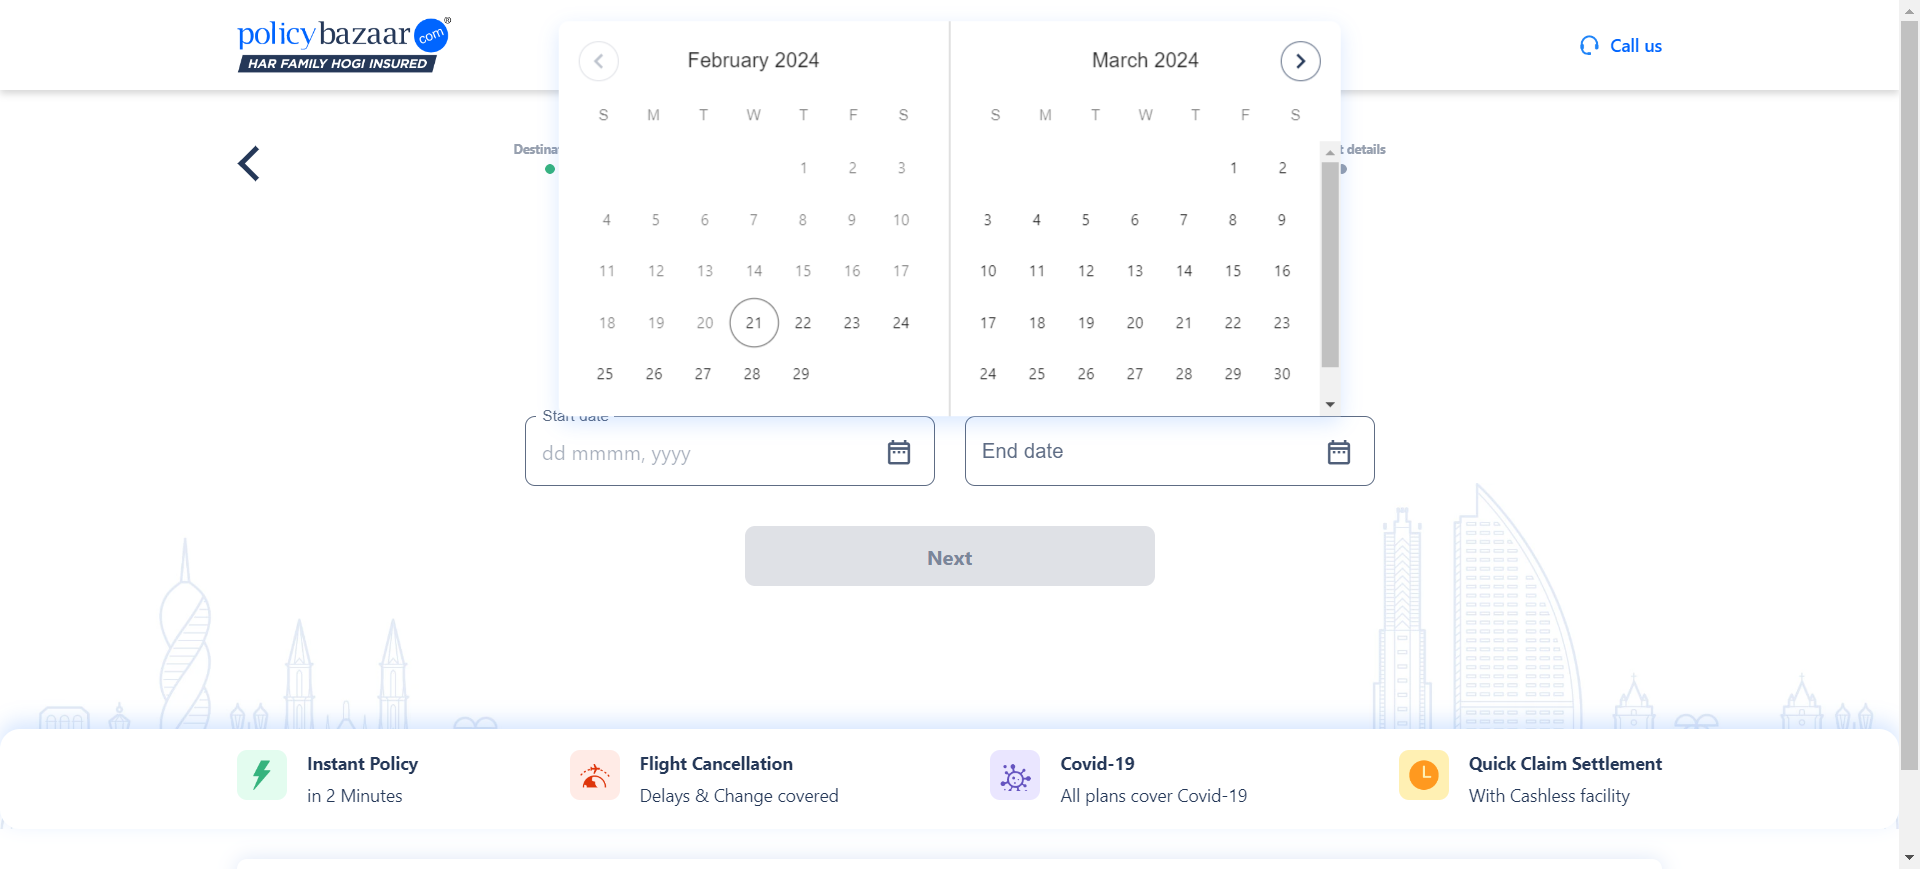 policybazaar.com®
HAR FAMILY HOGI INSURED
Call us
February 2024
S M T W T F S
1 2 3
4 5 6 7 8 9 10
11 12 13 14 15 16 17
18 19 20 21 22 23 24
25 26 27 28 29
March 2024
S M T W T F S
1 2
3 4 5 6 7 8 9
10 11 12 13 14 15 16
17 18 19 20 21 22 23
24 25 26 27 28 29 30
details
Start date
dd mmmm, yyyy
End date
Next
Instant Policy
in 2 Minutes
Flight Cancellation
Delays & Change covered
Covid-19
All plans cover Covid-19
Quick Claim Settlement
With Cashless facility